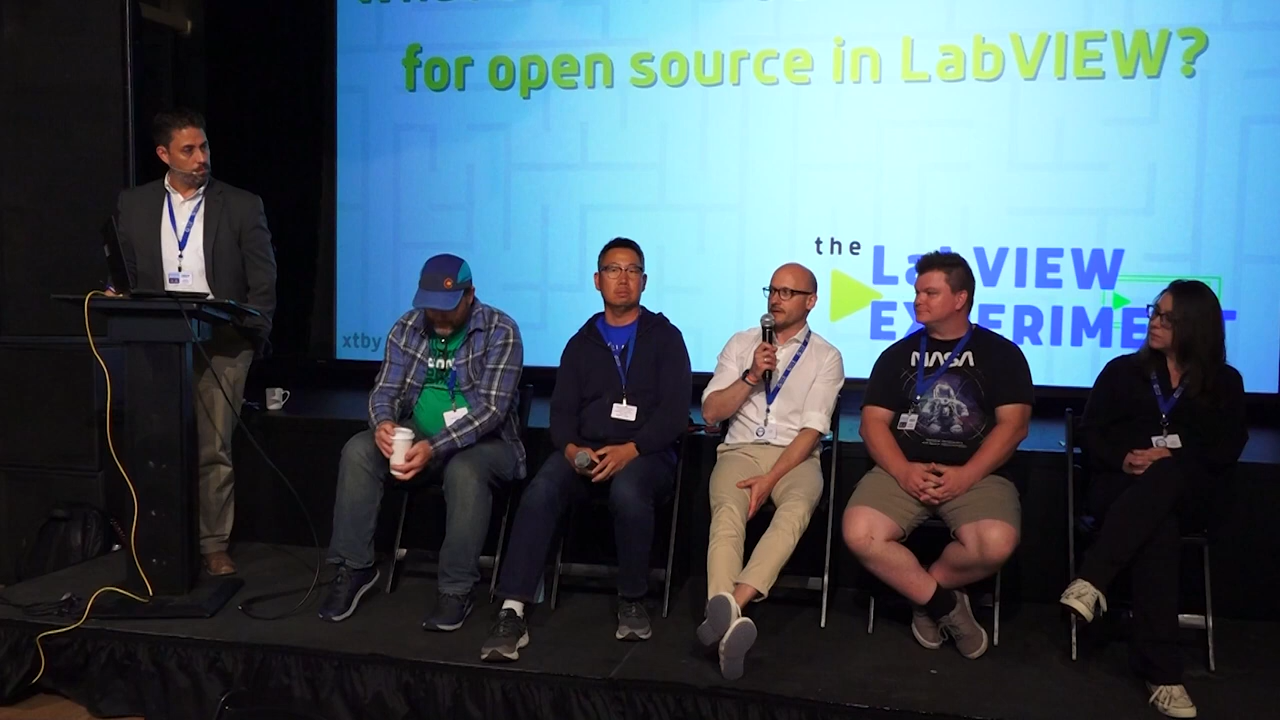 for open source in LabVIEW?
the
LabVIEW
EXPERIMENT
xtby
NASA